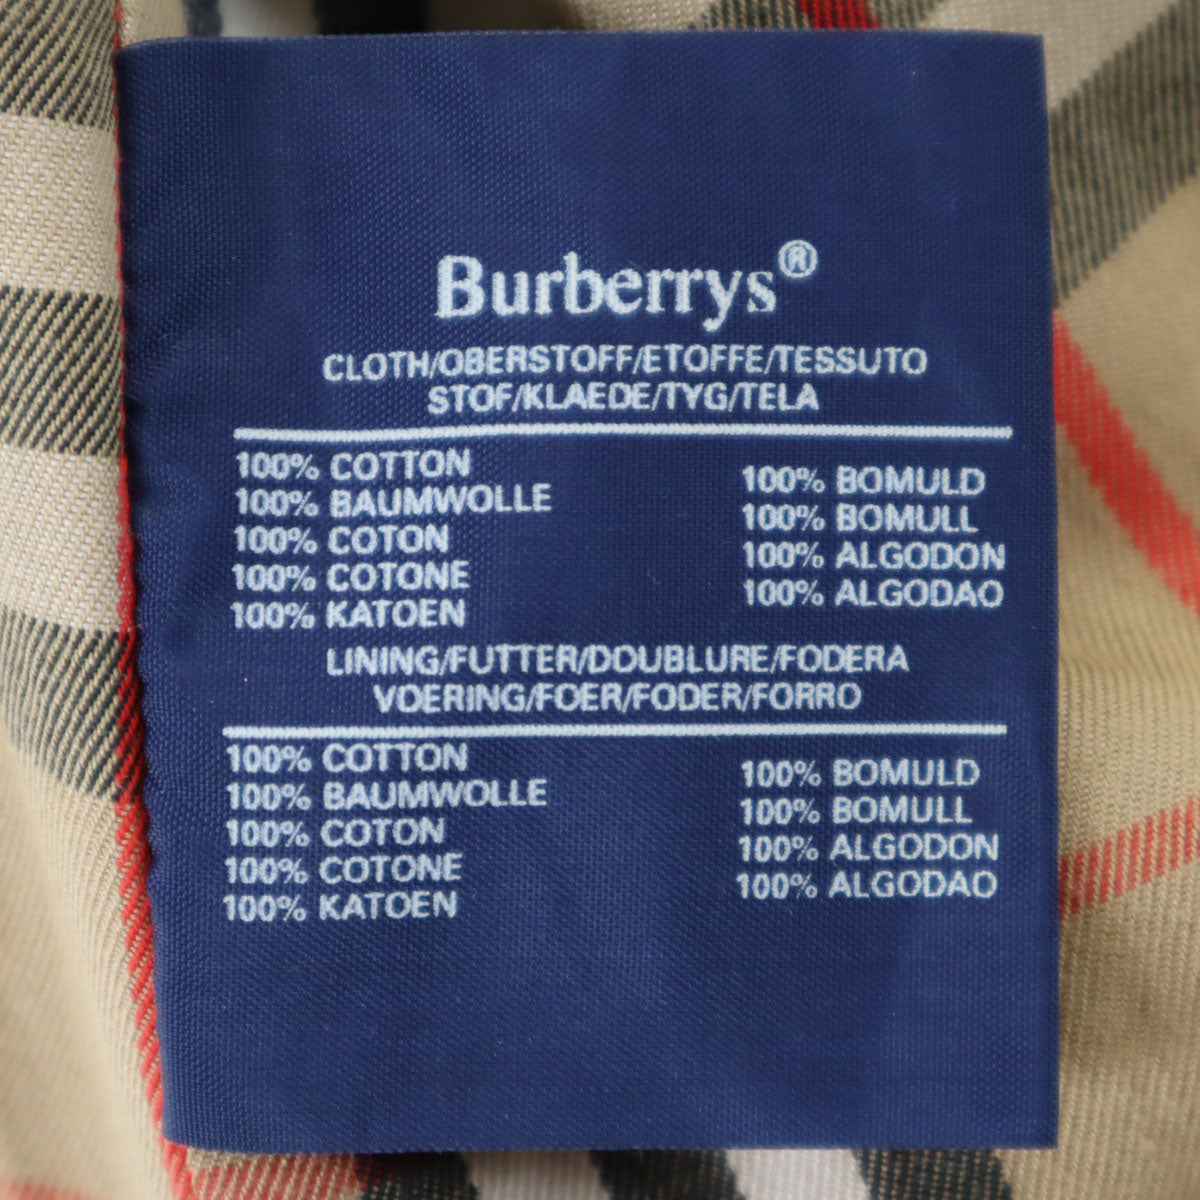 Burberrys®
CLOTH/OBERSTOFF/ETOFFE/TESSUTO
STOF/KLAEDE/TYG/TELA
100% COTTON
100% BAUMWOLLE
100% COTON
100% COTONE
100% KATOEN
100% BOMULD
100% BOMULL
100% ALGODON
100% ALGODAO
LINING/FUTTER/DOUBLURE/FODERA
VOERING/FOER/FODER/FORRO
100% COTTON
100% BAUMWOLLE
100% COTON
100% COTONE
100% KATOEN
100% BOMULD
100% BOMULL
100% ALGODON
100% ALGODAO